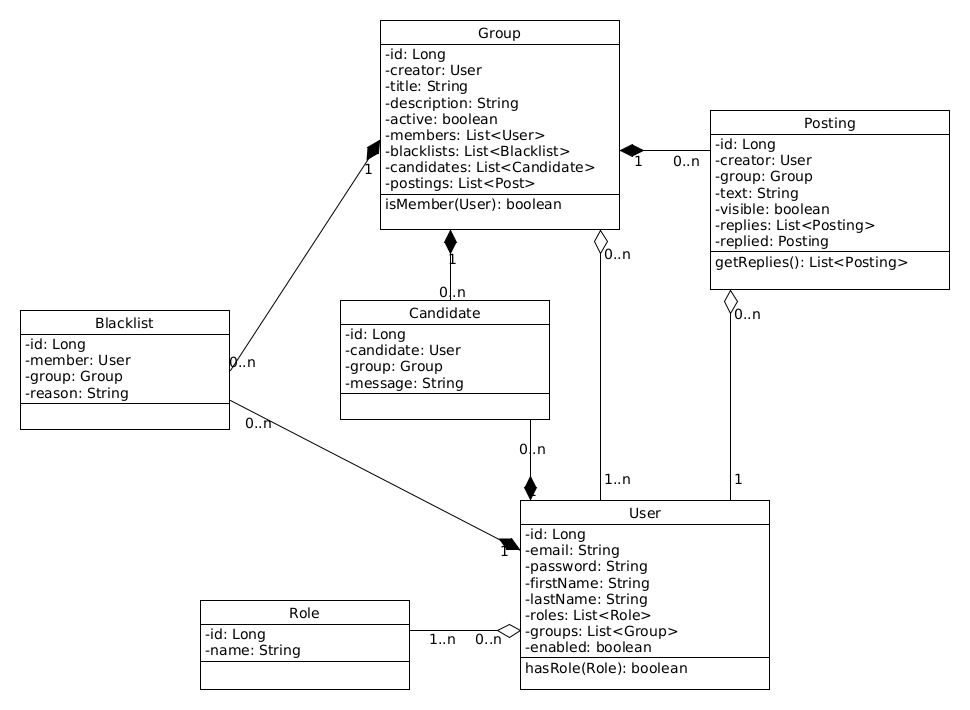 Group
-id: Long
-creator: User
-title: String
-description: String
-active: boolean
-members: List<User>
-blacklists: List<Blacklist>
-candidates: List<Candidate>
-postings: List<Post>
isMember(User): boolean
1
1
0..n
1
0..n
0..n
Posting
-id: Long
-creator: User
-group: Group
-text: String
-visible: boolean
-replies: List<Posting>
-replied: Posting
getReplies(): List<Posting>
0..n
Blacklist
-id: Long
-member: User
-group: Group
-reason: String
0..n
0..n
Candidate
-id: Long
-candidate: User
-group: Group
-message: String
0..n
1
1..n
1
1
User
-id: Long
-email: String
-password: String
-firstName: String
-lastName: String
-roles: List<Role>
-groups: List<Group>
-enabled: boolean
hasRole(Role): boolean
Role
-id: Long
-name: String
1..n
0..n